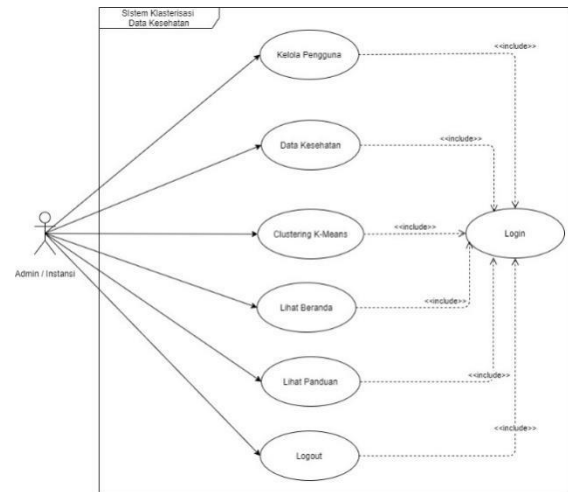 Sistem Klasterisasi
Data Kesehatan
Kelola Pengguna
<<include>>
Data Kesehatan
<<include>>
Clustering K-Means
<<include>>
Login
Admin / Instansi
Lihat Beranda
<<include>>
Lihat Panduan
<<include>>
Logout
<<include>>